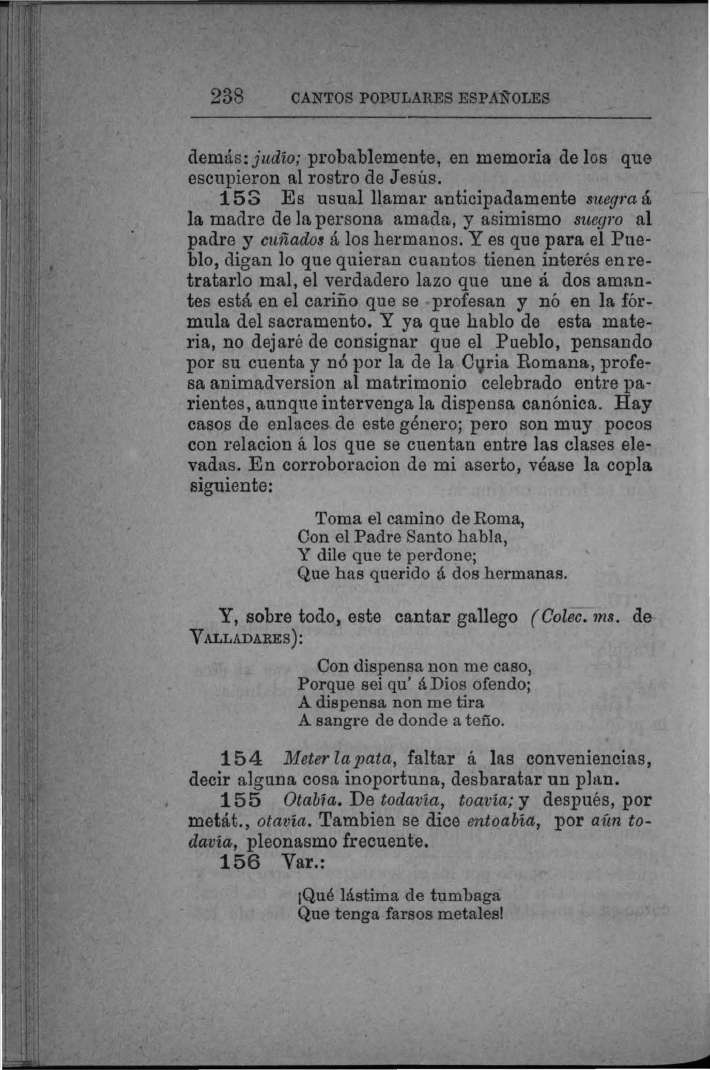 238 CANTOS POPULARES ESPAÑOLES
demás: judío; probablemente, en memoria de los que
escupieron al rostro de Jesús.
153 Es usual llamar anticipadamente suegra á
la madre de la persona amada, y asimismo suegro al
padre y cuñados á los hermanos. Y es que para el Pue-
blo, digan lo que quieran cuantos tienen interés en re-
tratarlo mal, el verdadero lazo que une á dos aman-
tes está en el cariño que se profesan y nó en la fór-
mula del sacramento. Y ya que hablo de esta mate-
ria, no dejaré de consignar que el Pueblo, pensando
por su cuenta y nó por la de la Curia Romana, profe-
sa animadversion al matrimonio celebrado entre pa-
rientes, aunque intervenga la dispensa canónica. Hay
casos de enlaces de este género; pero son muy pocos
con relacion á los que se cuentan entre las clases ele-
vadas. En corroboracion de mi aserto, véase la copla
siguiente:
Toma el camino de Roma,
Con el Padre Santo habla,
Y dile que te perdone;
Que has querido á dos hermanas.
Y, sobre todo, este cantar gallego (Colec. ms. de
VALLADARES):
Con dispensa non me caso,
Porque sei qu' á Dios ofendo;
A dispensa non me tira
A sangre de donde a teño.
154 Meter la pata, faltar á las conveniencias,
decir alguna cosa inoportuna, desbaratar un plan.
155 Otabía. De todavía, toavía; y después, por
metát., otavía. Tambien se dice entoabía, por aún to-
davía, pleonasmo frecuente.
156 Var.:
¡Qué lástima de tumbaga
Que tenga farsos metales!